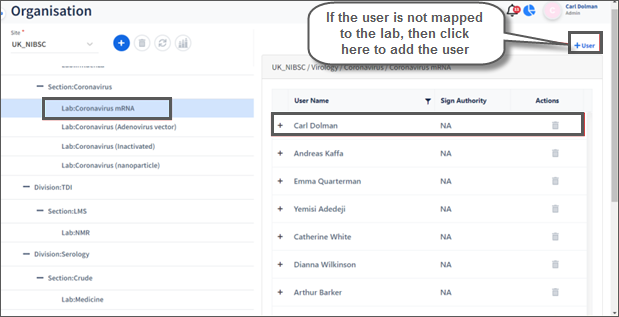 Organisation
If the user is not mapped
to the lab, then click
here to add the user
Carl Dolman
Admin
C
Site *
UK_NIBSC
+ User
UK_NIBSC / Virology / Coronavirus / Coronavirus mRNA
Section:Coronavirus
Lab:Coronavirus mRNA
Lab:Coronavirus (Adenovirus vector)
Lab:Coronavirus (Inactivated)
Lab:Coronavirus (nanoparticle)
Division:TDI
Section:LMS
Lab:NMR
Division:Serology
Section:Crude
Lab:Medicine
User Name Sign Authority Actions
+ Carl Dolman NA
+ Andreas Kaffa NA
+ Emma Quarterman NA
+ Yemisi Adedeji NA
+ Catherine White NA
+ Dianna Wilkinson NA
+ Arthur Barker NA